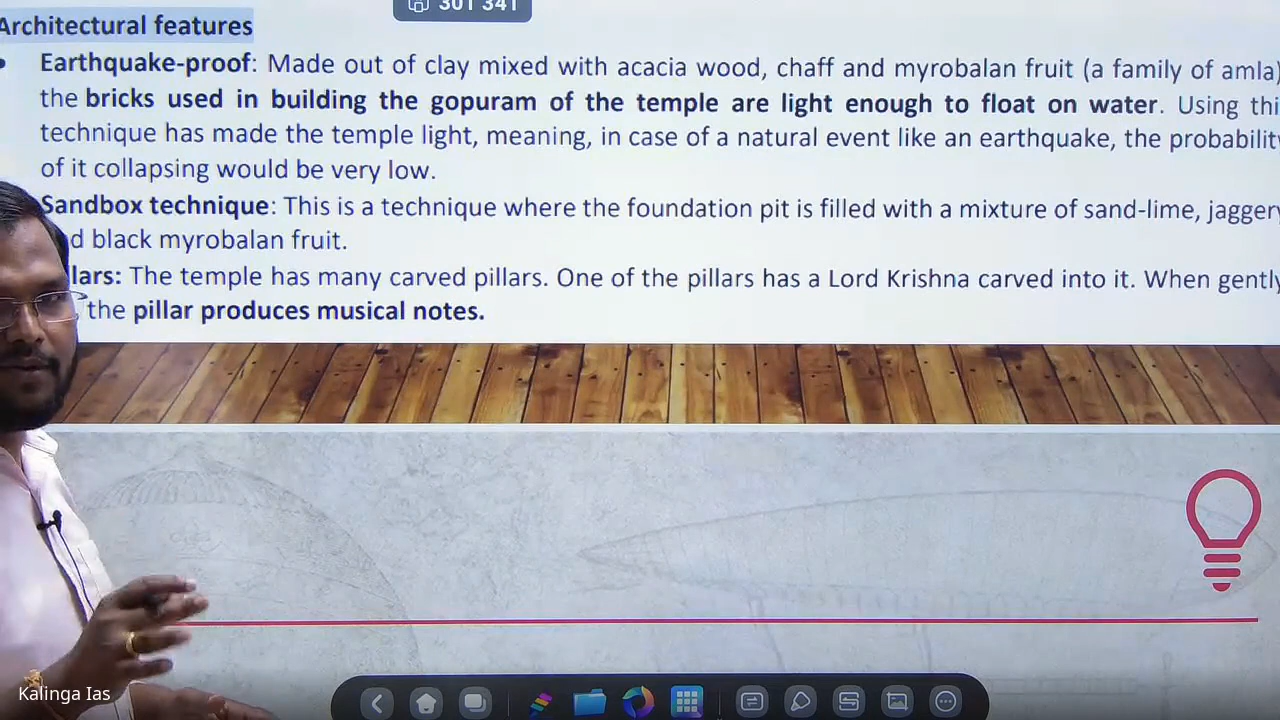 301 341
Architectural features
Earthquake-proof: Made out of clay mixed with acacia wood, chaff and myrobalan fruit (a family of amla)
the bricks used in building the gopuram of the temple are light enough to float on water. Using thi
technique has made the temple light, meaning, in case of a natural event like an earthquake, the probability
of it collapsing would be very low.
Sandbox technique: This is a technique where the foundation pit is filled with a mixture of sand-lime, jaggery
d black myrobalan fruit.
llars: The temple has many carved pillars. One of the pillars has a Lord Krishna carved into it. When gently
the pillar produces musical notes.
Kalinga Ias